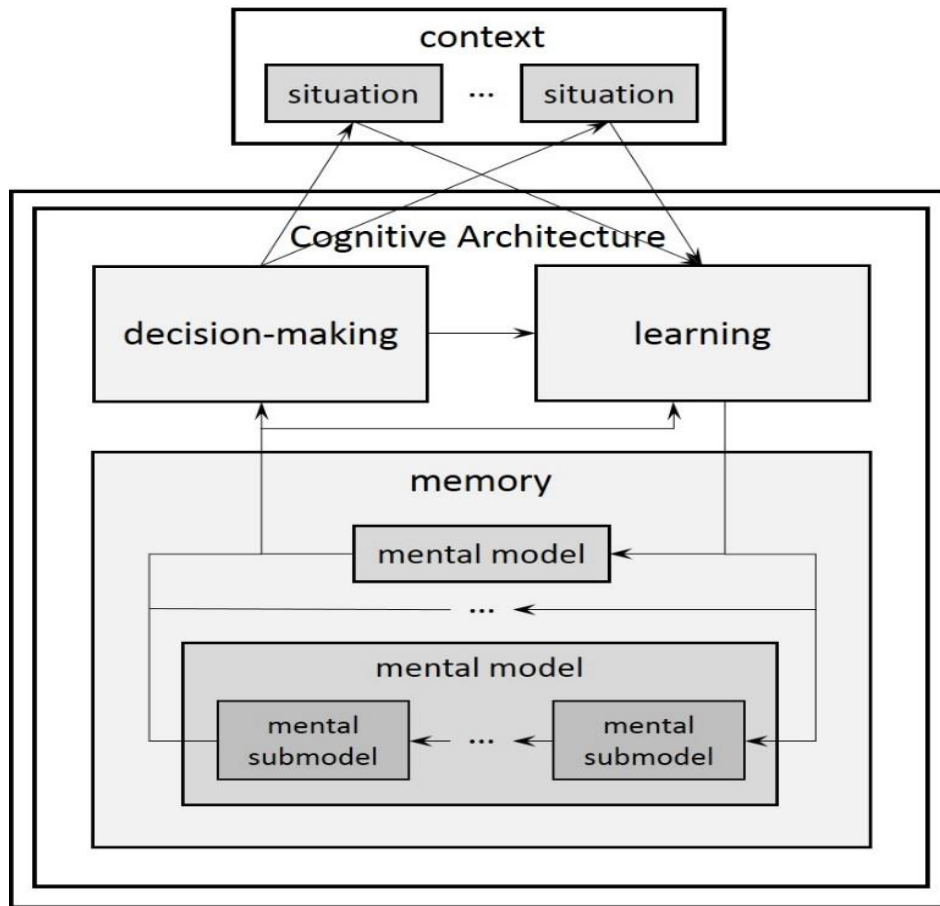 context
situation ... situation
Cognitive Architecture
decision-making learning
memory
mental model
...
mental model
mental ... mental
submodel submodel